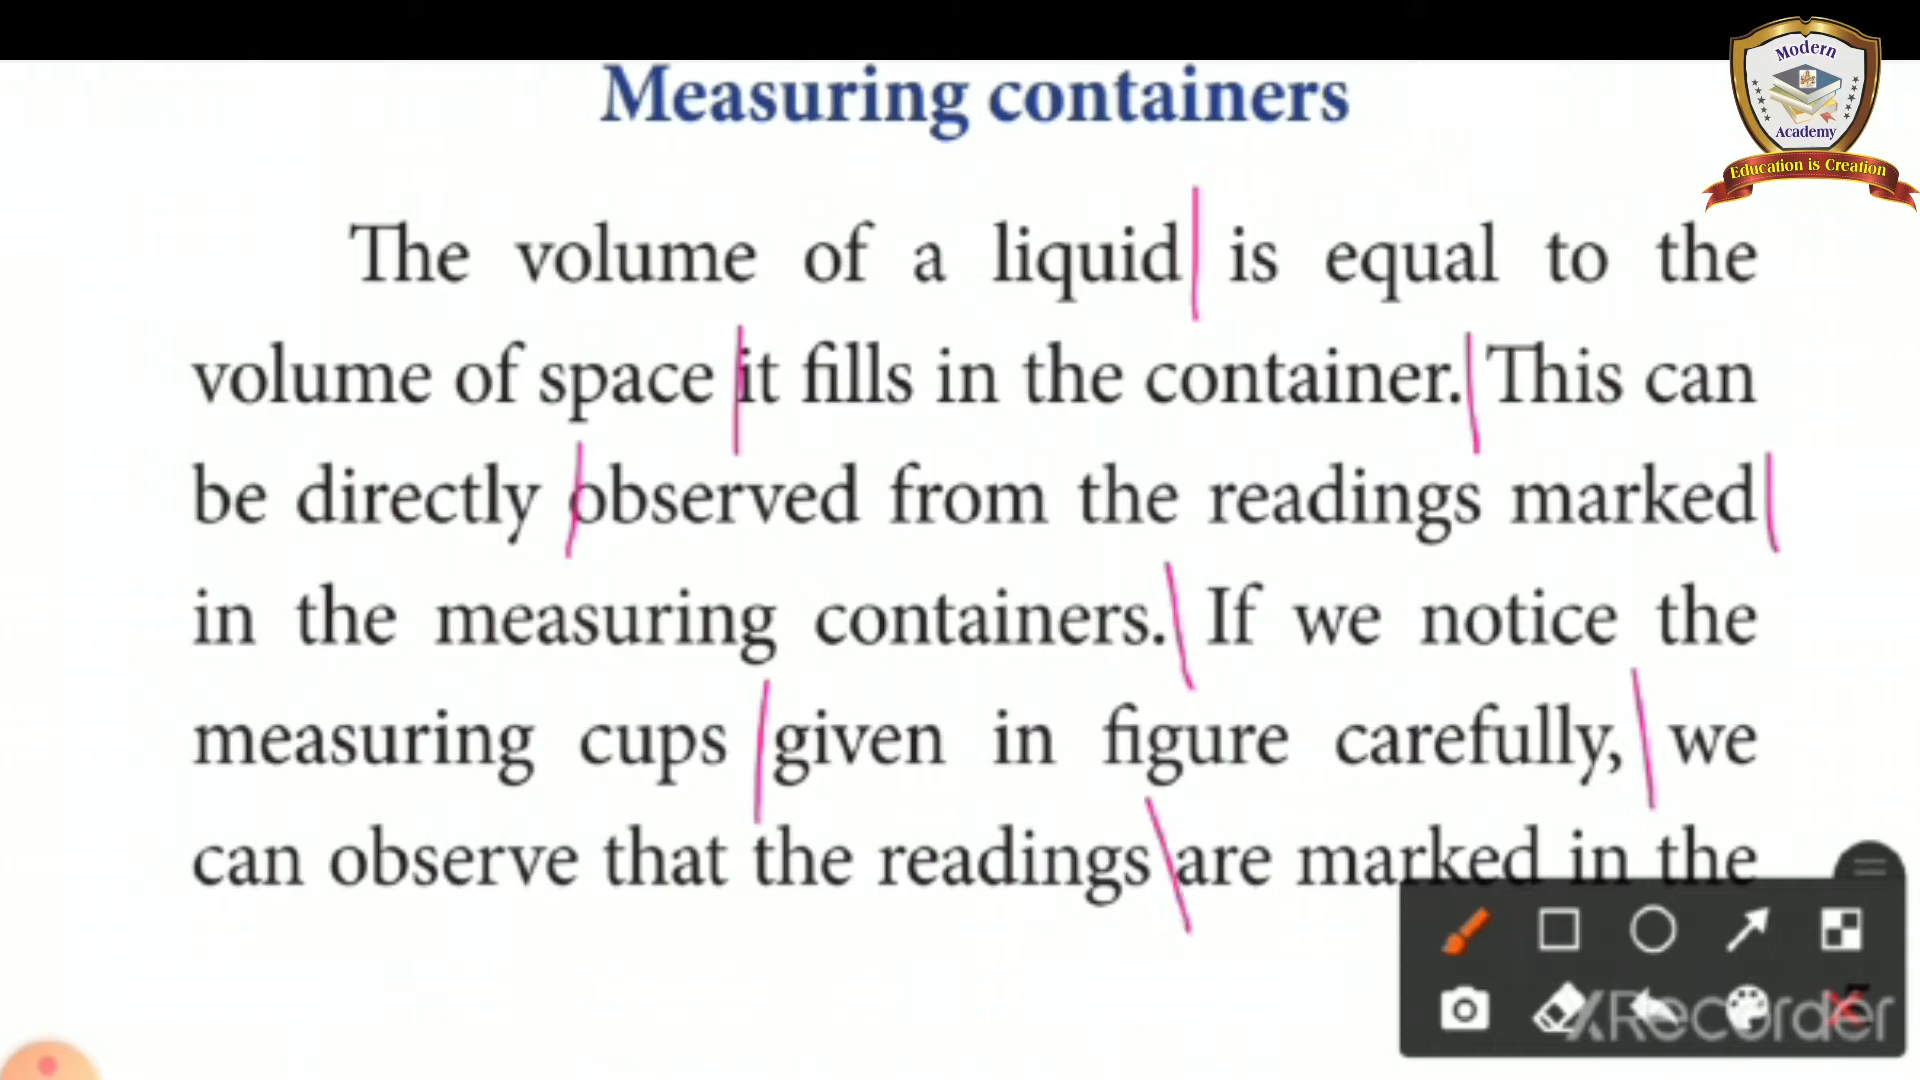 Measuring containers
Modern
Academy
Education is Creation
The volume of a liquid is equal to the
volume of space it fills in the container. This can
be directly observed from the readings marked
in the measuring containers. If we notice the
measuring cups given in figure carefully, we
can observe that the readings are marked in the
XRecorder